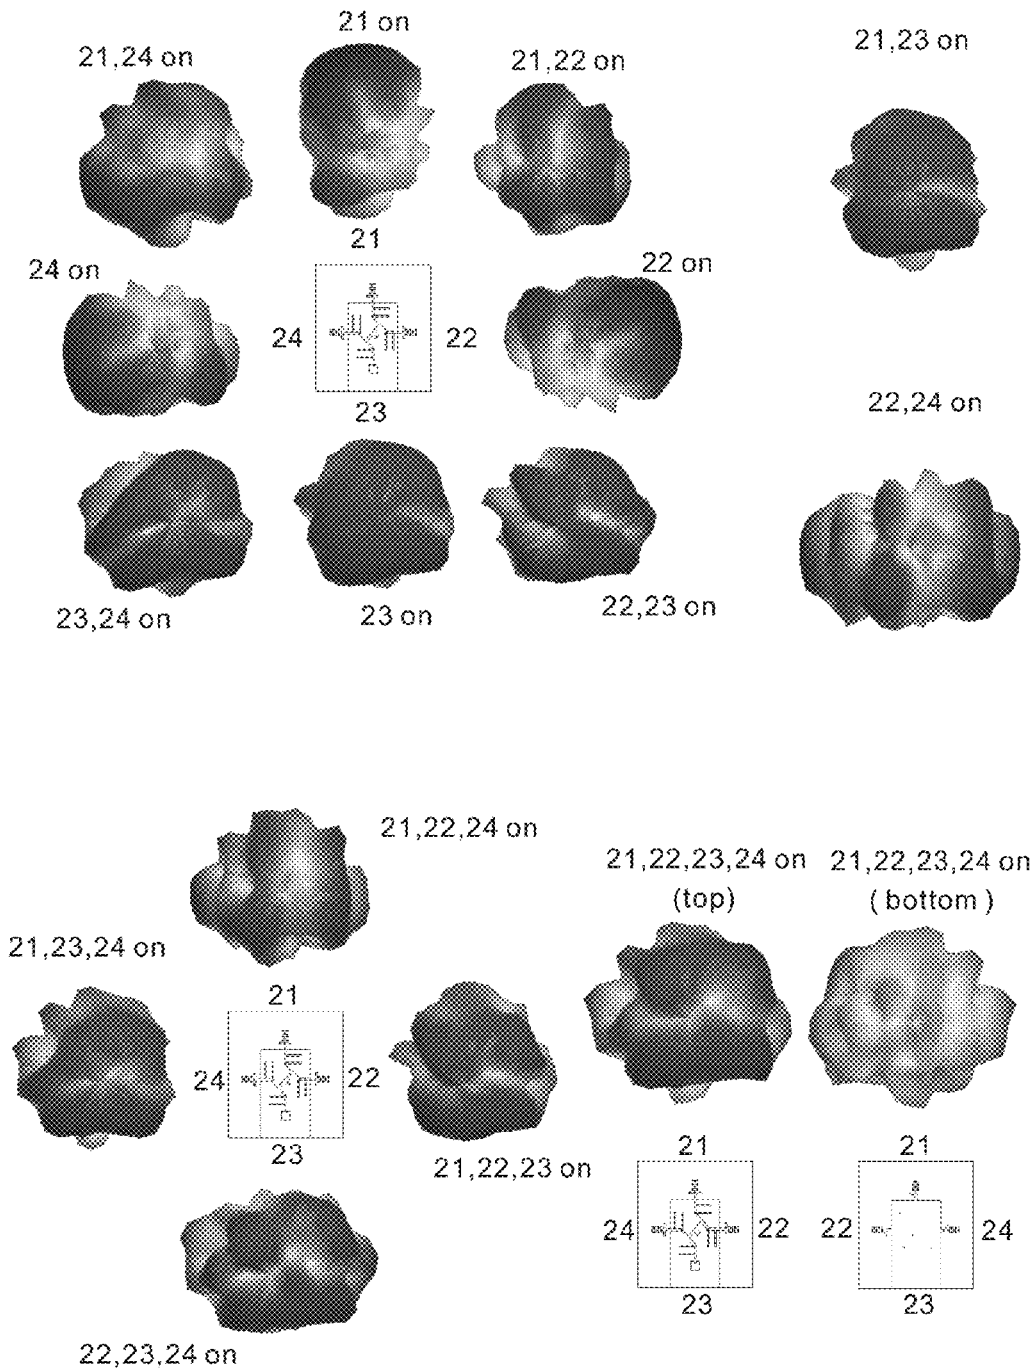 21 on
21,24 on
21,22 on
21,23 on
21
24 on
22 on
24
22
23
22,24 on
23,24 on
23 on
22,23 on
21,22,24 on
21,22,23,24 on
(top)
21,22,23,24 on
( bottom )
21,23,24 on
21
24
22
23
21,22,23 on
21
24
22
23
21
22
24
23
22,23,24 on